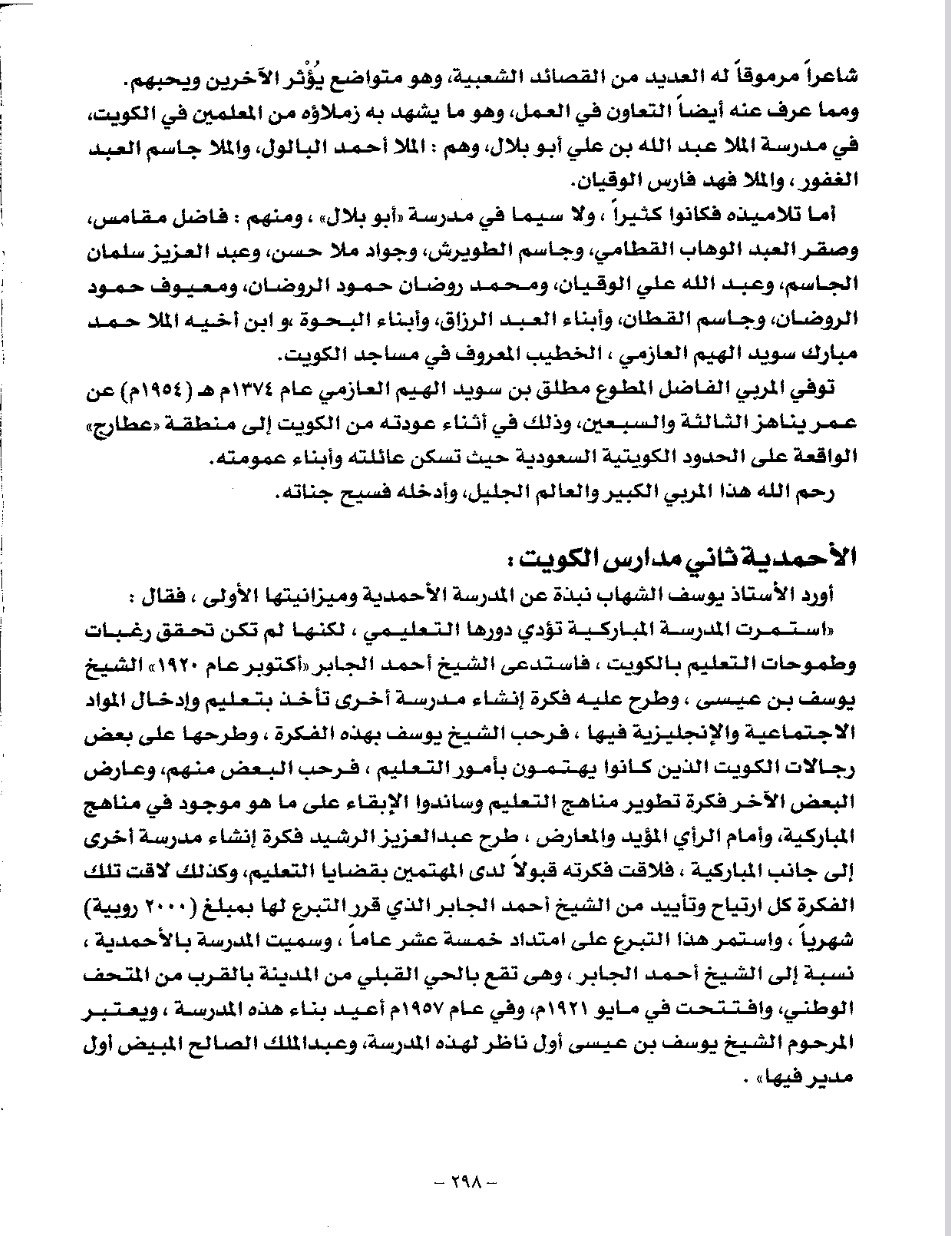 شاعراً مرموقاً له العديد من القصائد الشعبية، وهو متواضع يُؤْثر الآخرين ويحبهم.
ومما عرف عنه أيضاً التعاون في العمل، وهو ما يشهد به زملاؤه من المعلمين في الكويت،
في مدرسة الملا عبد الله بن علي أبو بلال، وهم : الملا أحمد البالول، والملا جاسم العبد
الغفور ، والملا فهد فارس الوقيان.
أما تلاميذه فكانوا كثيراً ، ولا سيما في مدرسة «أبو بلال» ، ومنهم : فاضل مقامس،
وصقر العبد الوهاب القطامي، وجاسم الطويرش، وجواد ملا حسن، وعبد العزيز سلمان
الجاسم، وعبد الله علي الوقيان، ومحمد روضان حمود الروضان، ومعيوف حمود
الروضان، وجاسم القطان، وأبناء العبد الرزاق، وأبناء البحوة ،و ابن أخيه الملا حمد
مبارك سويد الهيم العازمي ، الخطيب المعروف في مساجد الكويت.
توفي المربي الفاضل المطوع مطلق بن سويد الهيم العازمي عام ١٣٧٤م هـ (١٩٥٤م) عن
عمر يناهز الثالثة والسبعين، وذلك في أثناء عودته من الكويت إلى منطقة «عطارج»
الواقعة على الحدود الكويتية السعودية حيث تسكن عائلته وأبناء عمومته.
رحم الله هذا المربي الكبير والعالم الجليل، وأدخله فسيح جناته.
الأحمدية ثاني مدارس الكويت :
أورد الأستاذ يوسف الشهاب نبذة عن المدرسة الأحمدية وميزانيتها الأولى ، فقال :
«استمرت المدرسة المباركية تؤدي دورها التعليمي ، لكنها لم تكن تحقق رغبات
وطموحات التعليم بالكويت ، فاستدعى الشيخ أحمد الجابر «أكتوبر عام ١٩٢٠» الشيخ
يوسف بن عيسى ، وطرح عليه فكرة إنشاء مدرسة أخرى تأخذ بتعليم وإدخال المواد
الاجتماعية والإنجليزية فيها ، فرحب الشيخ يوسف بهذه الفكرة ، وطرحها على بعض
رجالات الكويت الذين كانوا يهتمون بأمور التعليم ، فرحب البعض منهم، وعارض
البعض الآخر فكرة تطوير مناهج التعليم وساندوا الإبقاء على ما هو موجود في مناهج
المباركية، وأمام الرأي المؤيد والمعارض ، طرح عبدالعزيز الرشيد فكرة إنشاء مدرسة أخرى
إلى جانب المباركية ، فلاقت فكرته قبولاً لدى المهتمين بقضايا التعليم، وكذلك لاقت تلك
الفكرة كل ارتياح وتأييد من الشيخ أحمد الجابر الذي قرر التبرع لها بمبلغ (٢٠٠٠ روبية)
شهرياً ، واستمر هذا التبرع على امتداد خمسة عشر عاماً ، وسميت المدرسة بالأحمدية ،
نسبة إلى الشيخ أحمد الجابر ، وهى تقع بالحي القبلي من المدينة بالقرب من المتحف
الوطني، وافتتحت في مايو ١٩٢١م، وفي عام ١٩٥٧م أعيد بناء هذه المدرسة ، ويعتبر
المرحوم الشيخ يوسف بن عيسى أول ناظر لهذه المدرسة، وعبدالملك الصالح المبيض أول
مدير فيها» .
– ٢٩٨ –